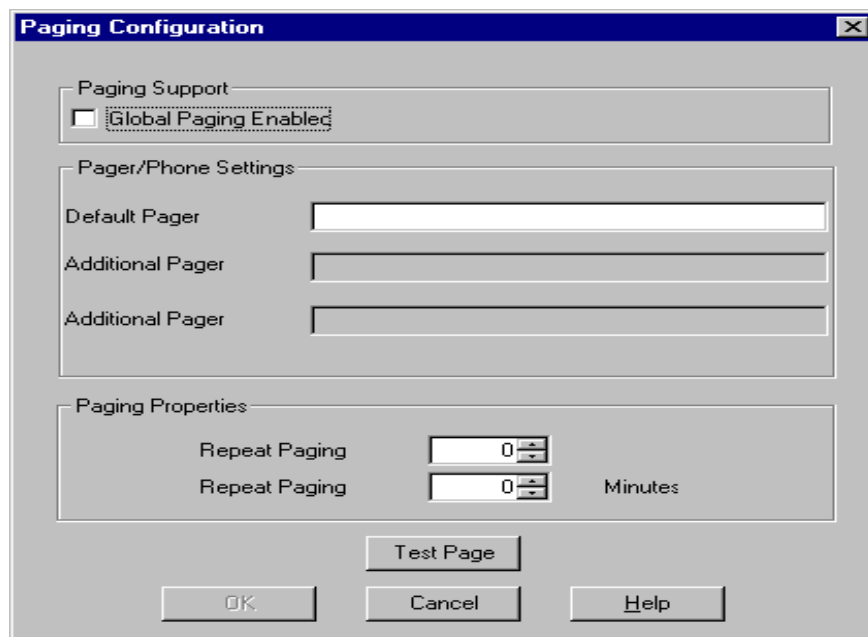 Paging Configuration
Paging Support
Global Paging Enabled
Pager/Phone Settings
Default Pager
Additional Pager
Additional Pager
Paging Properties
Repeat Paging 0
Repeat Paging 0 Minutes
Test Page
OK Cancel Help